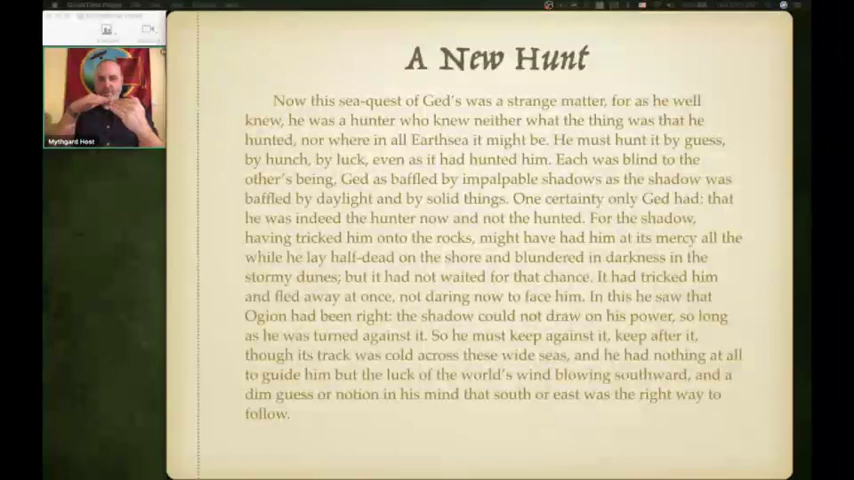 A New Hunt
Now this sea-quest of Ged's was a strange matter, for as he well
knew, he was a hunter who knew neither what the thing was that he
hunted, nor where in all Earthsea it might be. He must hunt it by guess,
by hunch, by luck, even as it had hunted him. Each was blind to the
other's being, Ged as baffled by impalpable shadows as the shadow was
baffled by daylight and by solid things. One certainty only Ged had: that
he was indeed the hunter now and not the hunted. For the shadow,
having tricked him onto the rocks, might have had him at its mercy all the
while he lay half-dead on the shore and blundered in darkness in the
stormy dunes; but it had not waited for that chance. It had tricked him
and fled away at once, not daring now to face him. In this he saw that
Ogion had been right: the shadow could not draw on his power, so long
as he was turned against it. So he must keep against it, keep after it,
though its track was cold across these wide seas, and he had nothing at all
to guide him but the luck of the world's wind blowing southward, and a
dim guess or notion in his mind that south or east was the right way to
follow.
Mythgard Host